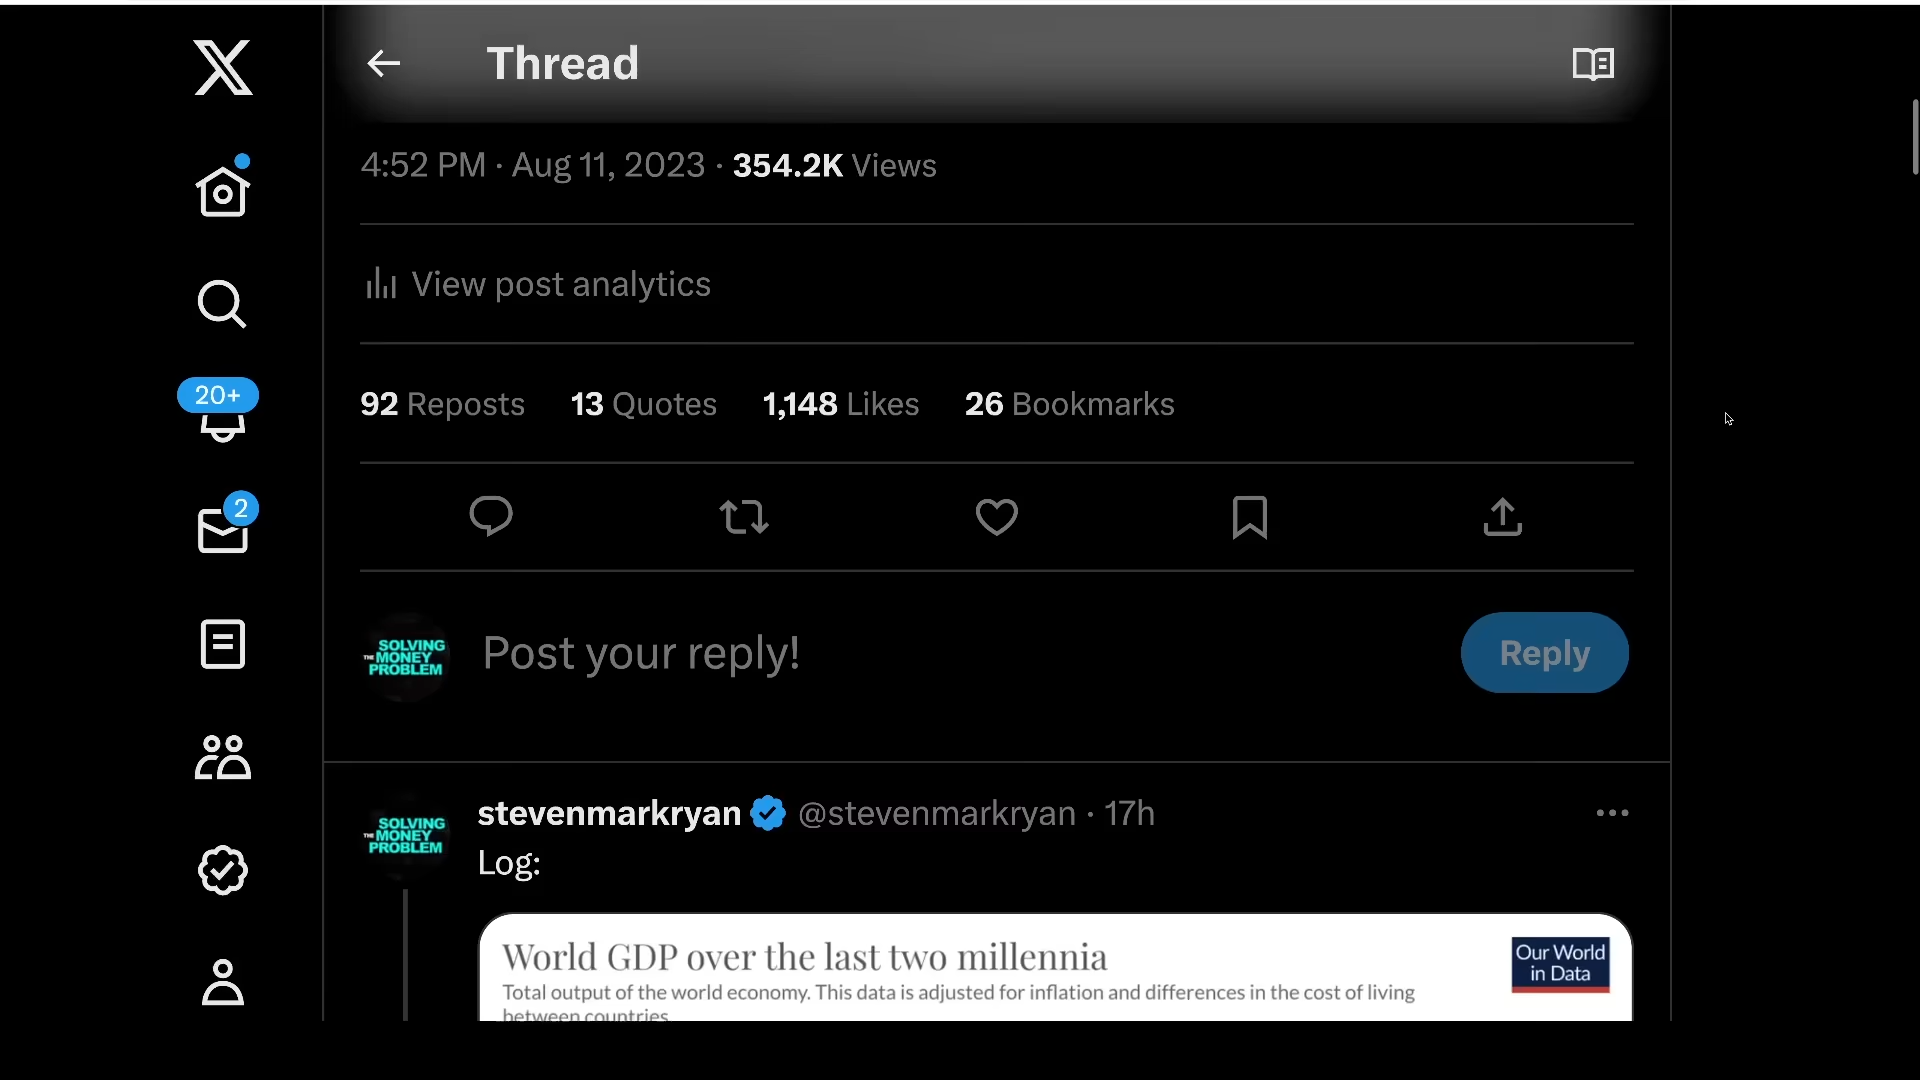 Thread
4:52 PM · Aug 11, 2023 · 354.2K Views
View post analytics
92 Reposts 13 Quotes 1,148 Likes 26 Bookmarks
20+
2
SOLVING
THE MONEY
PROBLEM
Post your reply!
Reply
SOLVING
THE MONEY
PROBLEM
stevenmarkryan @stevenmarkryan · 17h
Log:
World GDP over the last two millennia
Our World
in Data
Total output of the world economy. This data is adjusted for inflation and differences in the cost of living
between countries.